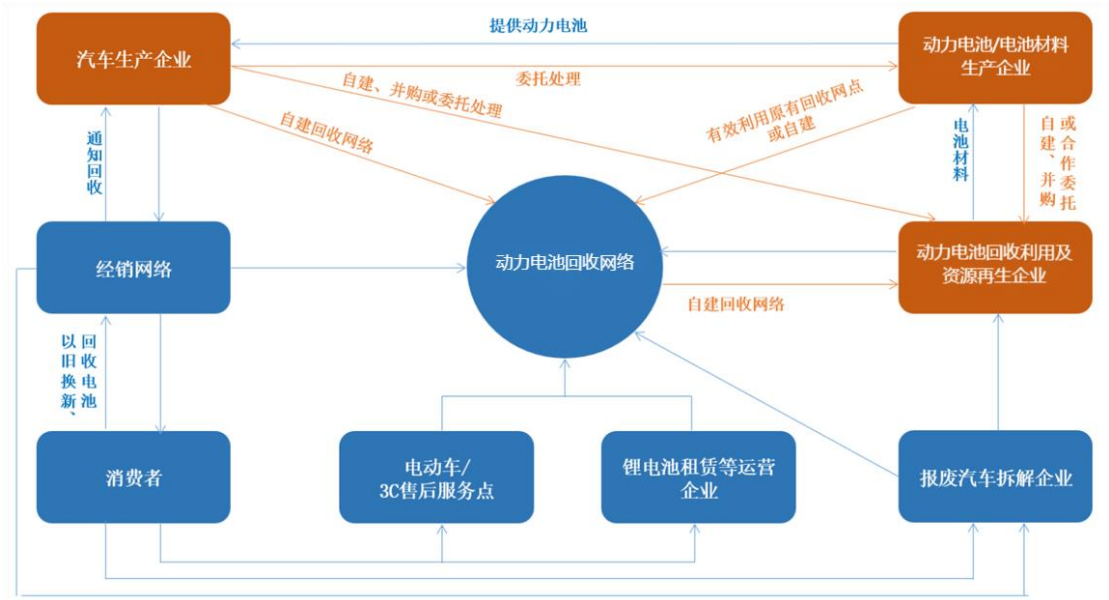 提供动力电池
汽车生产企业
动力电池/电池材料
生产企业
委托处理
自建、并购或委托处理
自建回收网络
有效利用原有回收网点
或自建
通知回收
电池材料
自建、并购
或合作委托
经销网络
动力电池回收网络
动力电池回收利用及
资源再生企业
自建回收网络
以旧换新、
回收电池
消费者
电动车/
3C售后服务点
锂电池租赁等运营
企业
报废汽车拆解企业